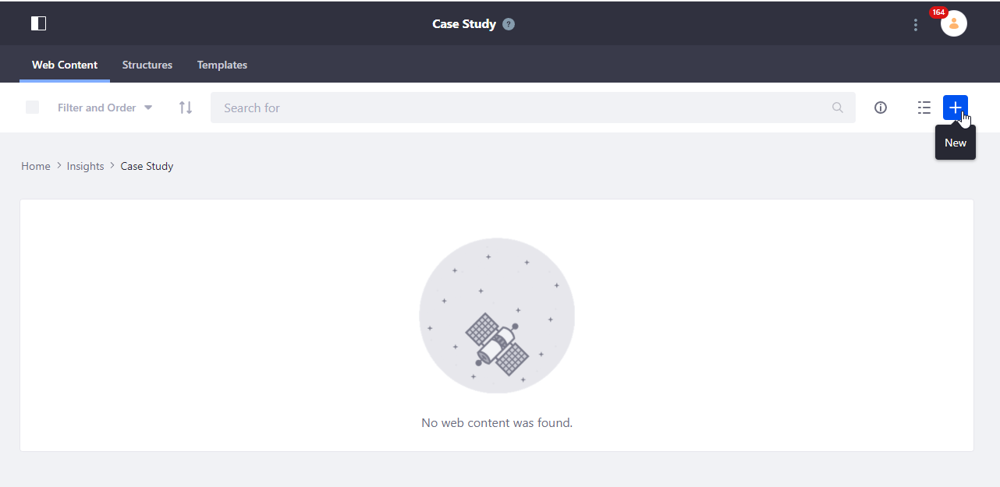 Case Study ?
164
Web Content Structures Templates
Filter and Order Search for
New
Home > Insights > Case Study
No web content was found.